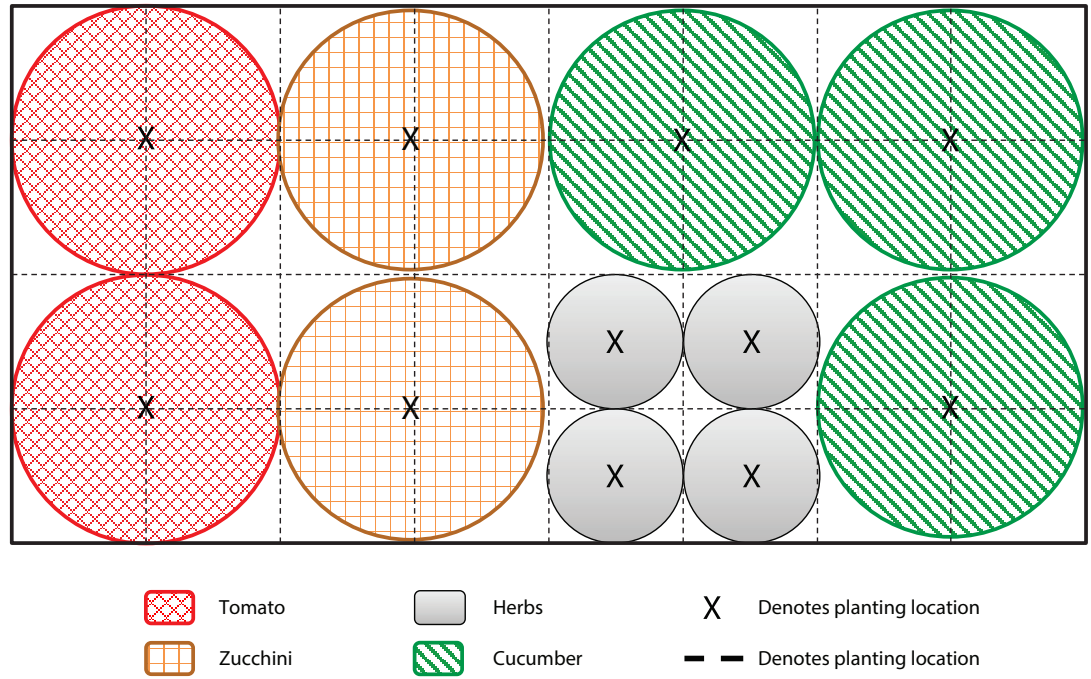 X X X X
X X
X X X
X X
Tomato
Herbs
X Denotes planting location
Zucchini
Cucumber
Denotes planting location